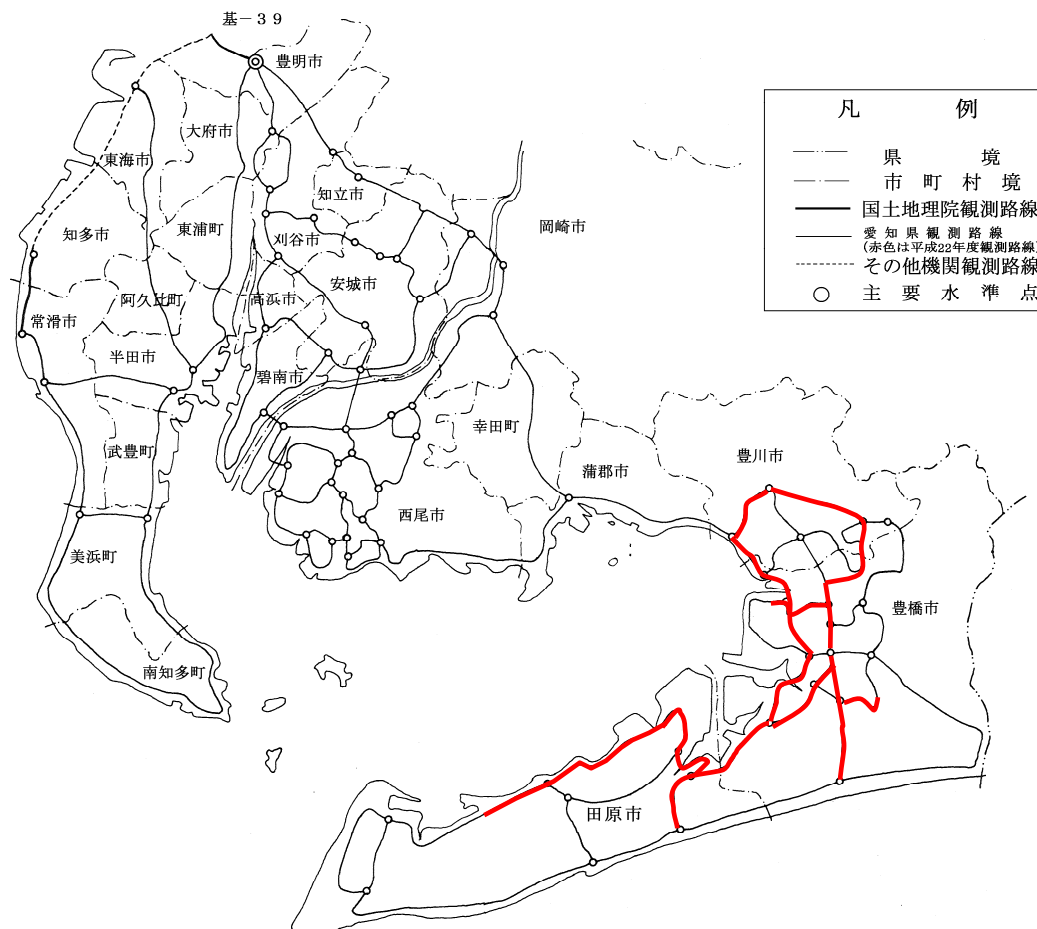 基－３９
豊明市
大府市
東海市
知立市
東浦町
知多市
刈谷市
岡崎市
安城市
高浜市
阿久比町
常滑市
半田市
碧南市
幸田町
武豊町
蒲郡市
豊川市
西尾市
美浜町
豊橋市
南知多町
田原市
凡 例
県 境
市 町 村 境
国土地理院観測路線
愛知県観測路線
(赤色は平成22年度観測路線)
その他機関観測路線
主 要 水 準 点